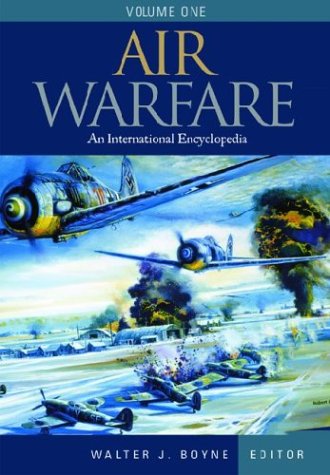 VOLUME ONE
AIR
WARFARE
An International Encyclopedia
WALTER J. BOYNE EDITOR